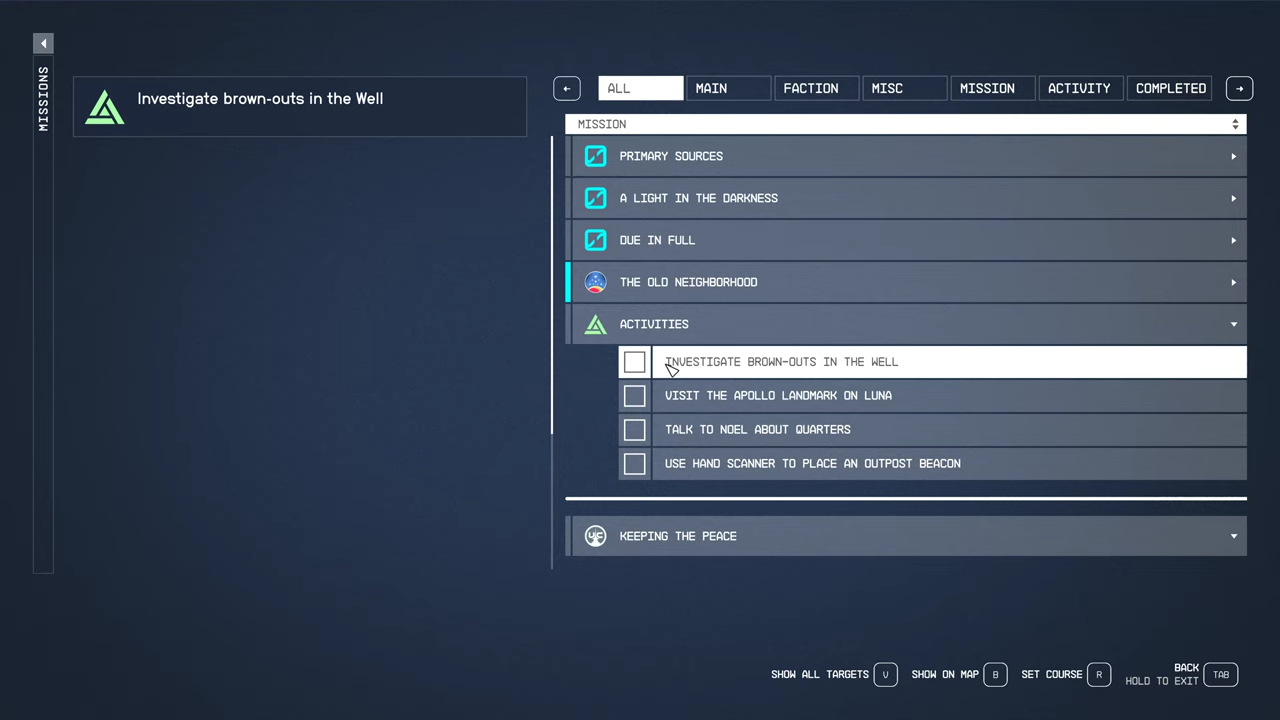 MISSIONS
Investigate brown-outs in the Well
ALL MAIN FACTION MISC MISSION ACTIVITY COMPLETED
MISSION
PRIMARY SOURCES
A LIGHT IN THE DARKNESS
DUE IN FULL
THE OLD NEIGHBORHOOD
ACTIVITIES
INVESTIGATE BROWN-OUTS IN THE WELL
VISIT THE APOLLO LANDMARK ON LUNA
TALK TO NOEL ABOUT QUARTERS
USE HAND SCANNER TO PLACE AN OUTPOST BEACON
UC
KEEPING THE PEACE
SHOW ALL TARGETS V SHOW ON MAP B SET COURSE R BACK TAB
HOLD TO EXIT